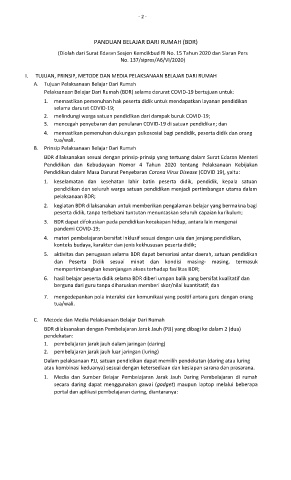 - 2 -
PANDUAN BELAJAR DARI RUMAH (BDR)
(Diolah dari Surat Edaran Sesjen Kemdikbud RI No. 15 Tahun 2020 dan Siaran Pers
No. 137/sipres/A6/VI/2020)
I. TUJUAN, PRINSIP, METODE DAN MEDIA PELAKSANAAN BELAJAR DARI RUMAH
A. Tujuan Pelaksanaan Belajar Dari Rumah
Pelaksanaan Belajar Dari Rumah (BDR) selama darurat COVID-19 bertujuan untuk:
1. memastikan pemenuhan hak peserta didik untuk mendapatkan layanan pendidikan
selama darurat COVID-19;
2. melindungi warga satuan pendidikan dari dampak buruk COVID-19;
3. mencegah penyebaran dan penularan COVID-19 di satuan pendidikan; dan
4. memastikan pemenuhan dukungan psikososial bagi pendidik, peserta didik dan orang
tua/wali.
B. Prinsip Pelaksanaan Belajar Dari Rumah
BDR dilaksanakan sesuai dengan prinsip-prinsip yang tertuang dalam Surat Edaran Menteri
Pendidikan dan Kebudayaan Nomor 4 Tahun 2020 tentang Pelaksanaan Kebijakan
Pendidikan dalam Masa Darurat Penyebaran Corona Virus Disease (COVID 19), yaitu:
1. keselamatan dan kesehatan lahir batin peserta didik, pendidik, kepala satuan
pendidikan dan seluruh warga satuan pendidikan menjadi pertimbangan utama dalam
pelaksanaan BDR;
2. kegiatan BDR dilaksanakan untuk memberikan pengalaman belajar yang bermakna bagi
peserta didik, tanpa terbebani tuntutan menuntaskan seluruh capaian kurikulum;
3. BDR dapat difokuskan pada pendidikan kecakapan hidup, antara lain mengenai
pandemi COVID-19;
4. materi pembelajaran bersifat inklusif sesuai dengan usia dan jenjang pendidikan,
konteks budaya, karakter dan jenis kekhususan peserta didik;
5. aktivitas dan penugasan selama BDR dapat bervariasi antar daerah, satuan pendidikan
dan Peserta Didik sesuai minat dan kondisi masing- masing, termasuk
mempertimbangkan kesenjangan akses terhadap fasilitas BDR;
6. hasil belajar peserta didik selama BDR diberi umpan balik yang bersifat kualitatif dan
berguna dari guru tanpa diharuskan memberi skor/nilai kuantitatif; dan
7. mengedepankan pola interaksi dan komunikasi yang positif antara guru dengan orang
tua/wali.
C. Metode dan Media Pelaksanaan Belajar Dari Rumah
BDR dilaksanakan dengan Pembelajaran Jarak Jauh (PJJ) yang dibagi ke dalam 2 (dua)
pendekatan:
1. pembelajaran jarak jauh dalam jaringan (daring)
2. pembelajaran jarak jauh luar jaringan (luring)
Dalam pelaksanaan PJJ, satuan pendidikan dapat memilih pendekatan (daring atau luring
atau kombinasi keduanya) sesuai dengan ketersediaan dan kesiapan sarana dan prasarana.
1. Media dan Sumber Belajar Pembelajaran Jarak Jauh Daring Pembelajaran di rumah
secara daring dapat menggunakan gawai (gadget) maupun laptop melalui beberapa
portal dan aplikasi pembelajaran daring, diantaranya: